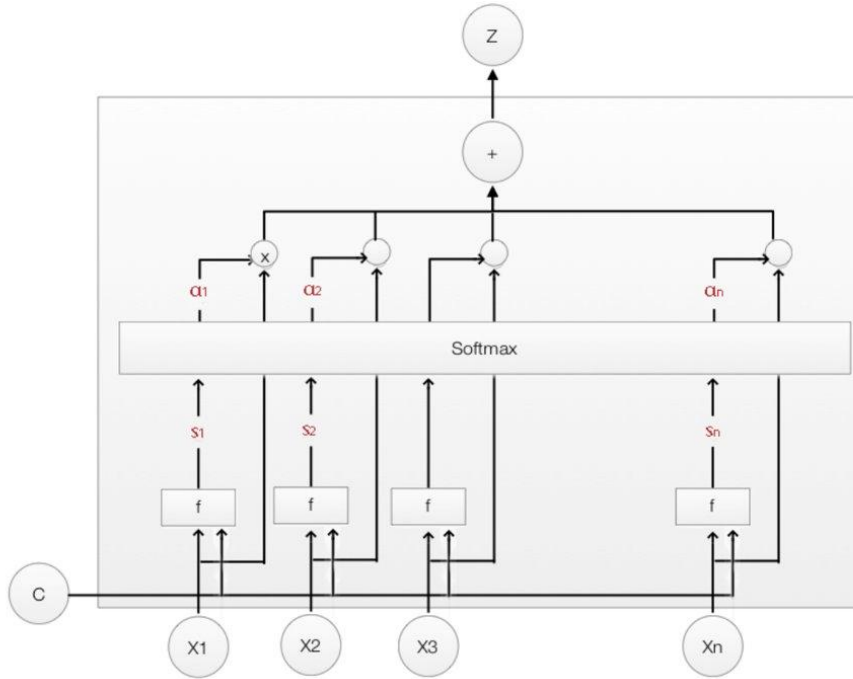 Z
+
x
α1 α2 αn
Softmax
s1 s2 sn
f f f f
C
X1 X2 X3 Xn